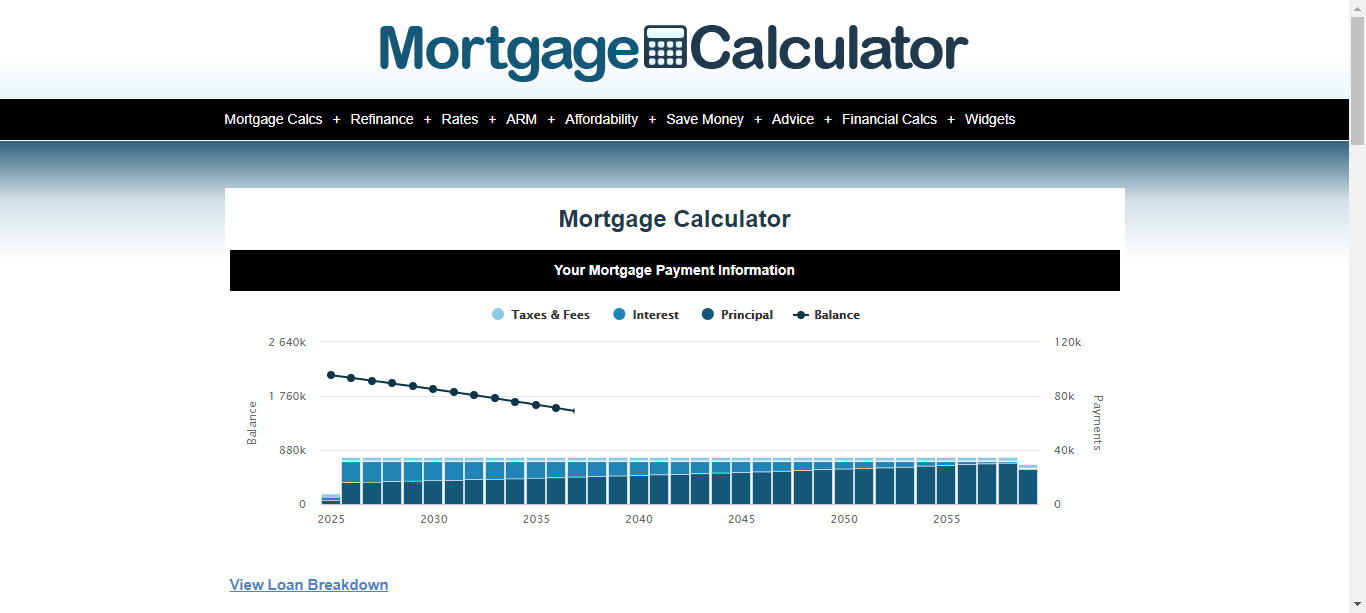 Mortgage Calculator
Mortgage Calcs + Refinance + Rates + ARM + Affordability + Save Money + Advice + Financial Calcs + Widgets
Mortgage Calculator
Your Mortgage Payment Information
Taxes & Fees Interest Principal Balance
2 640k 120k
1 760k 80k
Balance Payments
880k 40k
0 0
2025 2030 2035 2040 2045 2050 2055
View Loan Breakdown